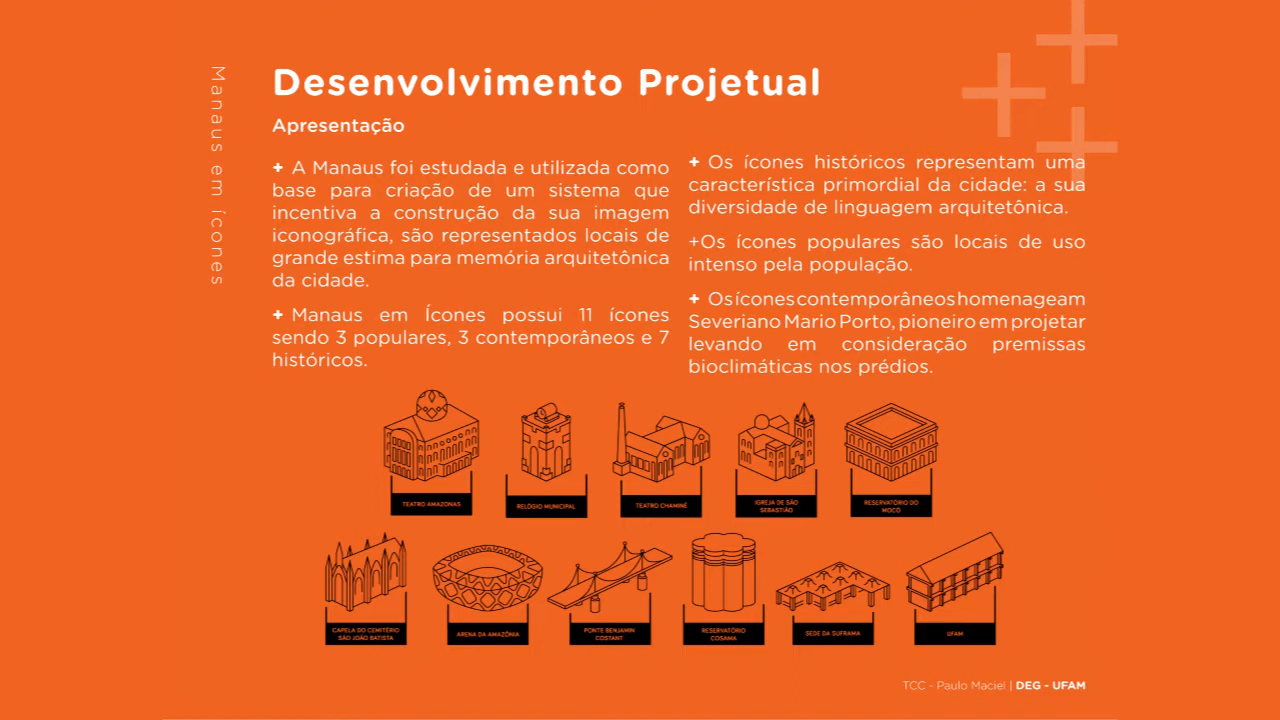 Manaus em ícones
Desenvolvimento Projetual
Apresentação
+ A Manaus foi estudada e utilizada como
base para criação de um sistema que
incentiva a construção da sua imagem
iconográfica, são representados locais de
grande estima para memória arquitetônica
da cidade.
+ Manaus em Ícones possui 11 ícones
sendo 3 populares, 3 contemporâneos e 7
históricos.
+ Os ícones históricos representam uma
característica primordial da cidade: a sua
diversidade de linguagem arquitetônica.
+Os ícones populares são locais de uso
intenso pela população.
+ Os ícones contemporâneos homenageam
Severiano Mario Porto, pioneiro em projetar
levando em consideração premissas
bioclimáticas nos prédios.
TEATRO AMAZONAS
RELÓGIO MUNICIPAL
TEATRO CHAMINÉ
IGREJA DE SÃO
SEBASTIÃO
RESERVATÓRIO DO
MOCÓ
CAPELA DO CEMITÉRIO
SÃO JOÃO BATISTA
ARENA DA AMAZÔNIA
PONTE BENJAMIN
COSTANT
RESERVATÓRIO
COSAMA
SEDE DA SUFRAMA
UFAM
TCC - Paulo Maciel | DEG - UFAM